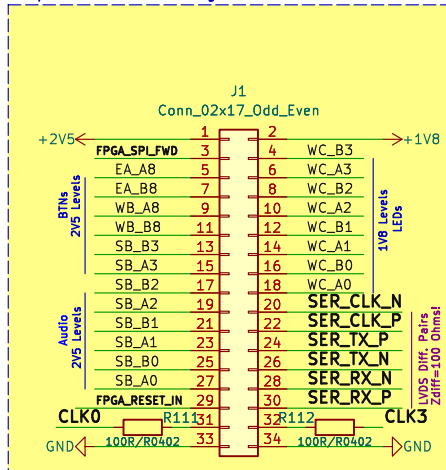 J1
Conn_02x17_Odd_Even
+2V5 1 2 +1V8
FPGA_SPI_FWD 3 4 WC_B3
EA_A8 5 6 WC_A3
EA_B8 7 8 WC_B2
WB_A8 9 10 WC_A2
WB_B8 11 12 WC_B1
SB_B3 13 14 WC_A1
SB_A3 15 16 WC_B0
SB_B2 17 18 WC_A0
SB_A2 19 20 SER_CLK_N
SB_B1 21 22 SER_CLK_P
SB_A1 23 24 SER_TX_P
SB_B0 25 26 SER_TX_N
SB_A0 27 28 SER_RX_N
FPGA_RESET_IN 29 30 SER_RX_P
CLK0 R111 31 32 R112 CLK3
GND 100R/R0402 33 34 100R/R0402 GND
BTNs
2V5 Levels
Audio
2V5 Levels
1V8 Levels
LEDs
LVDS Diff. Pairs
Zdiff=100 Ohms!